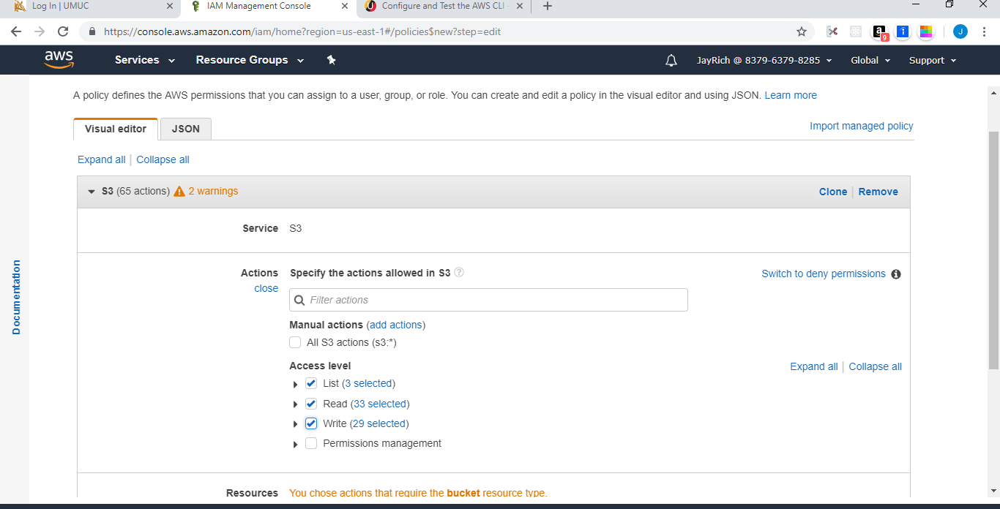 Log In | UMUC
IAM Management Console
Configure and Test the AWS CLI -
https://console.aws.amazon.com/iam/home?region=us-east-1#/policies$new?step=edit
a
9
J
aws
Services
Resource Groups
JayRich @ 8379-6379-8285
Global
Support
A policy defines the AWS permissions that you can assign to a user, group, or role. You can create and edit a policy in the visual editor and using JSON. Learn more
Visual editor
JSON
Import managed policy
Expand all | Collapse all
S3 (65 actions) 2 warnings
Clone | Remove
Service S3
Actions Specify the actions allowed in S3 ?
close
Switch to deny permissions i
Filter actions
Manual actions (add actions)
All S3 actions (s3:*)
Access level
Expand all | Collapse all
List (3 selected)
Read (33 selected)
Write (29 selected)
Permissions management
Resources You chose actions that require the bucket resource type.
Documentation